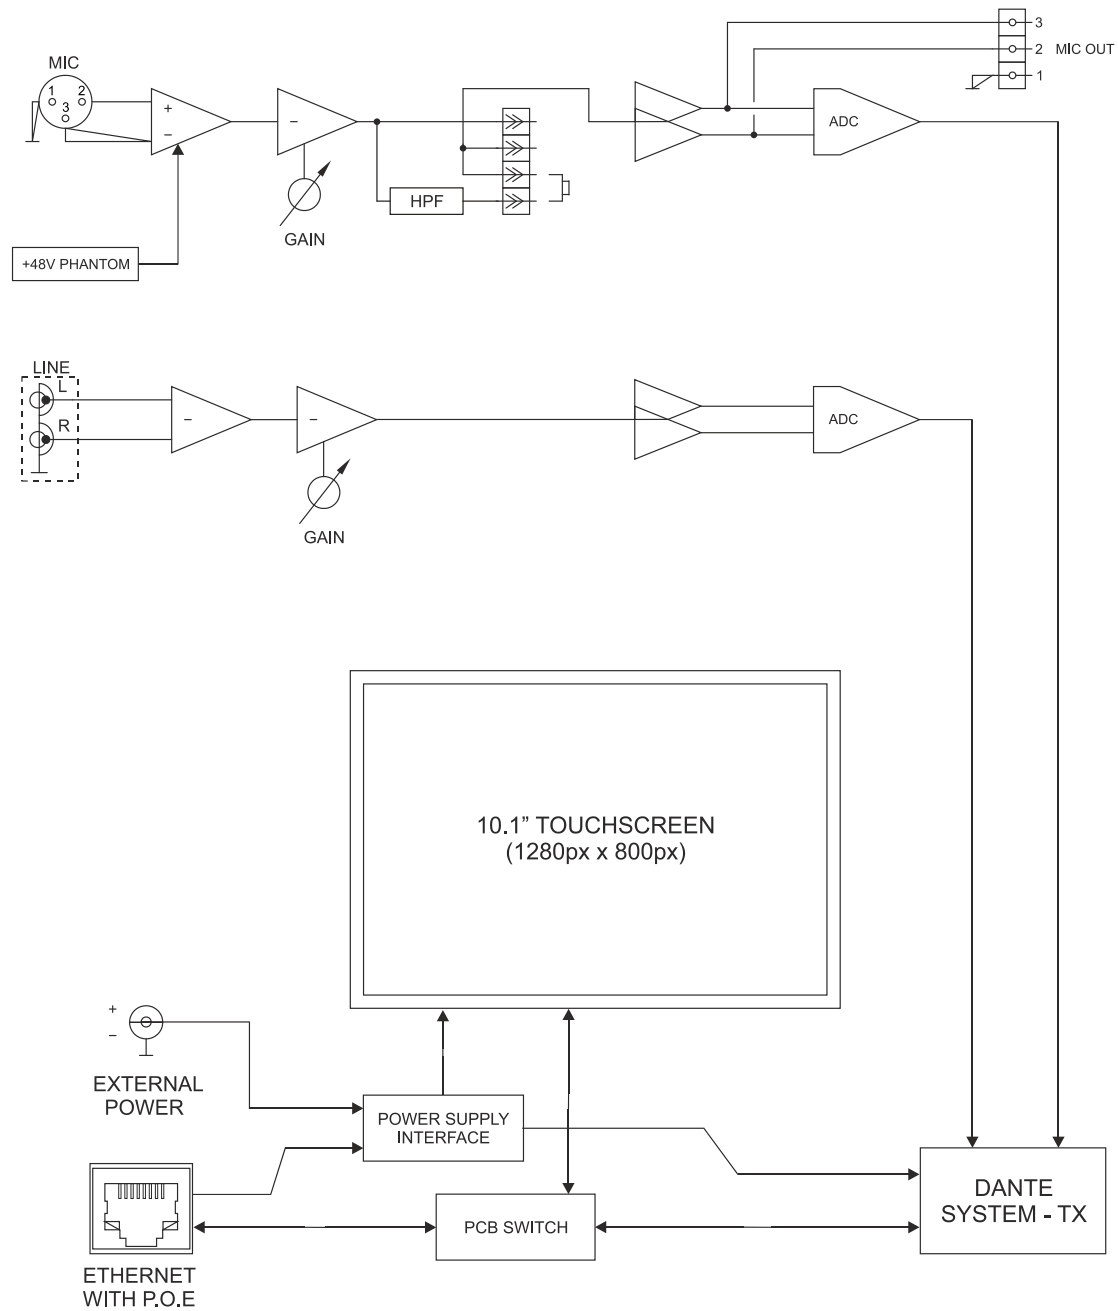 MIC
1 2
3
+
−
−
GAIN
HPF
+48V PHANTOM
3
2 MIC OUT
1
ADC
LINE
L
R
−
−
GAIN
ADC
10.1” TOUCHSCREEN
(1280px x 800px)
+
−
EXTERNAL
POWER
POWER SUPPLY
INTERFACE
PCB SWITCH
DANTE
SYSTEM - TX
ETHERNET
WITH P.O.E